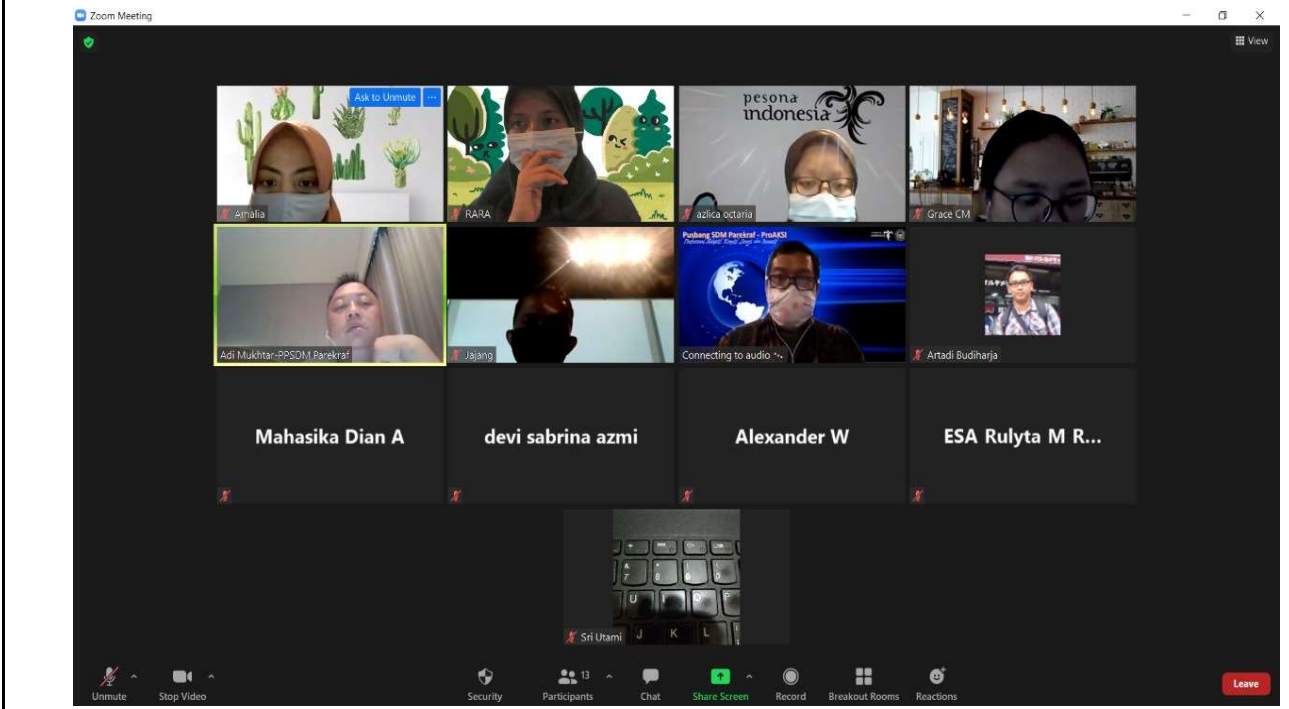 Zoom Meeting
View
Ask to Unmute
Amalia
RARA
pesona
indonesia
azlica octaria
Grace CM
Adi Mukhtar-PPSDM Parekraf
Jajang
Pusbang SDM Parekraf - ProAKSI
Connecting to audio
Artadi Budiharja
Mahasika Dian A
devi sabrina azmi
Alexander W
ESA Rulyta M R...
Sri Utami
7
8
U
J
K
L
Unmute
Stop Video
Security
Participants
13
Chat
Share Screen
Record
Breakout Rooms
Reactions
Leave